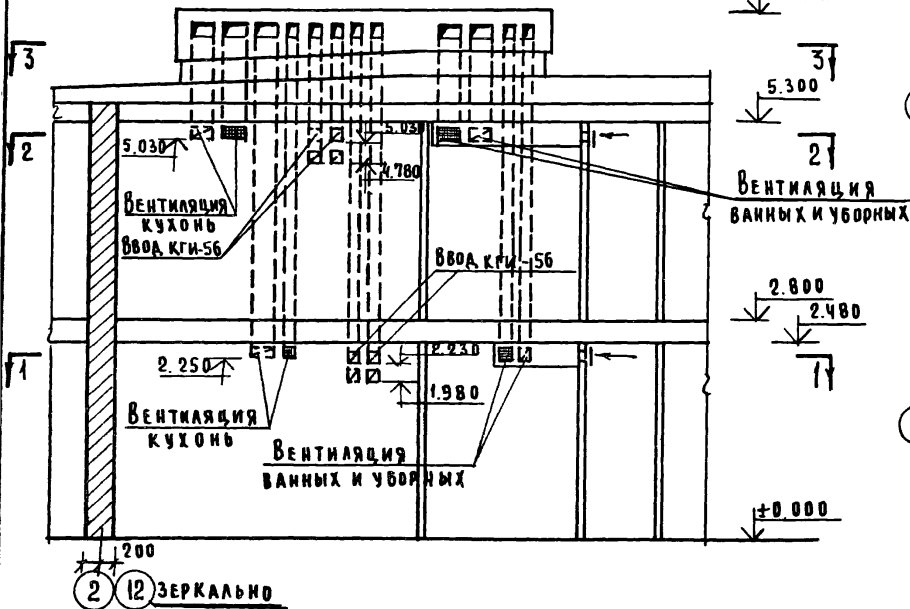 3
3
5.300
2
5.030
5.030
2
4.780
Вентиляция
кухонь
Ввод КГИ-56
Вентиляция
ванных и уборных
Ввод КГИ-56
2.800
2.480
1
2.250
2.230
1
1.980
Вентиляция
кухонь
Вентиляция
ванных и уборных
±0.000
200
2 12 зеркально